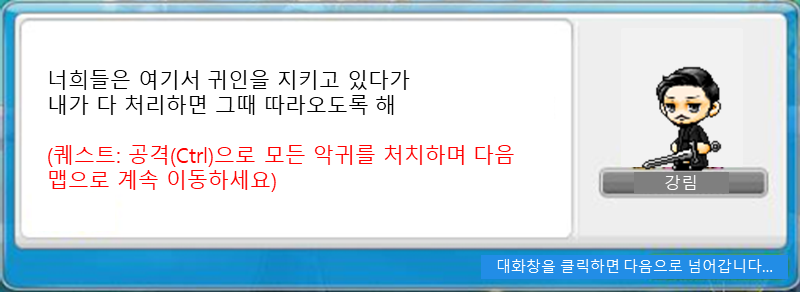 너희들은 여기서 귀인을 지키고 있다가
내가 다 처리하면 그때 따라오도록 해
(퀘스트: 공격(Ctrl)으로 모든 악귀를 처치하며 다음
맵으로 계속 이동하세요)
강림
대화창을 클릭하면 다음으로 넘어갑니다...